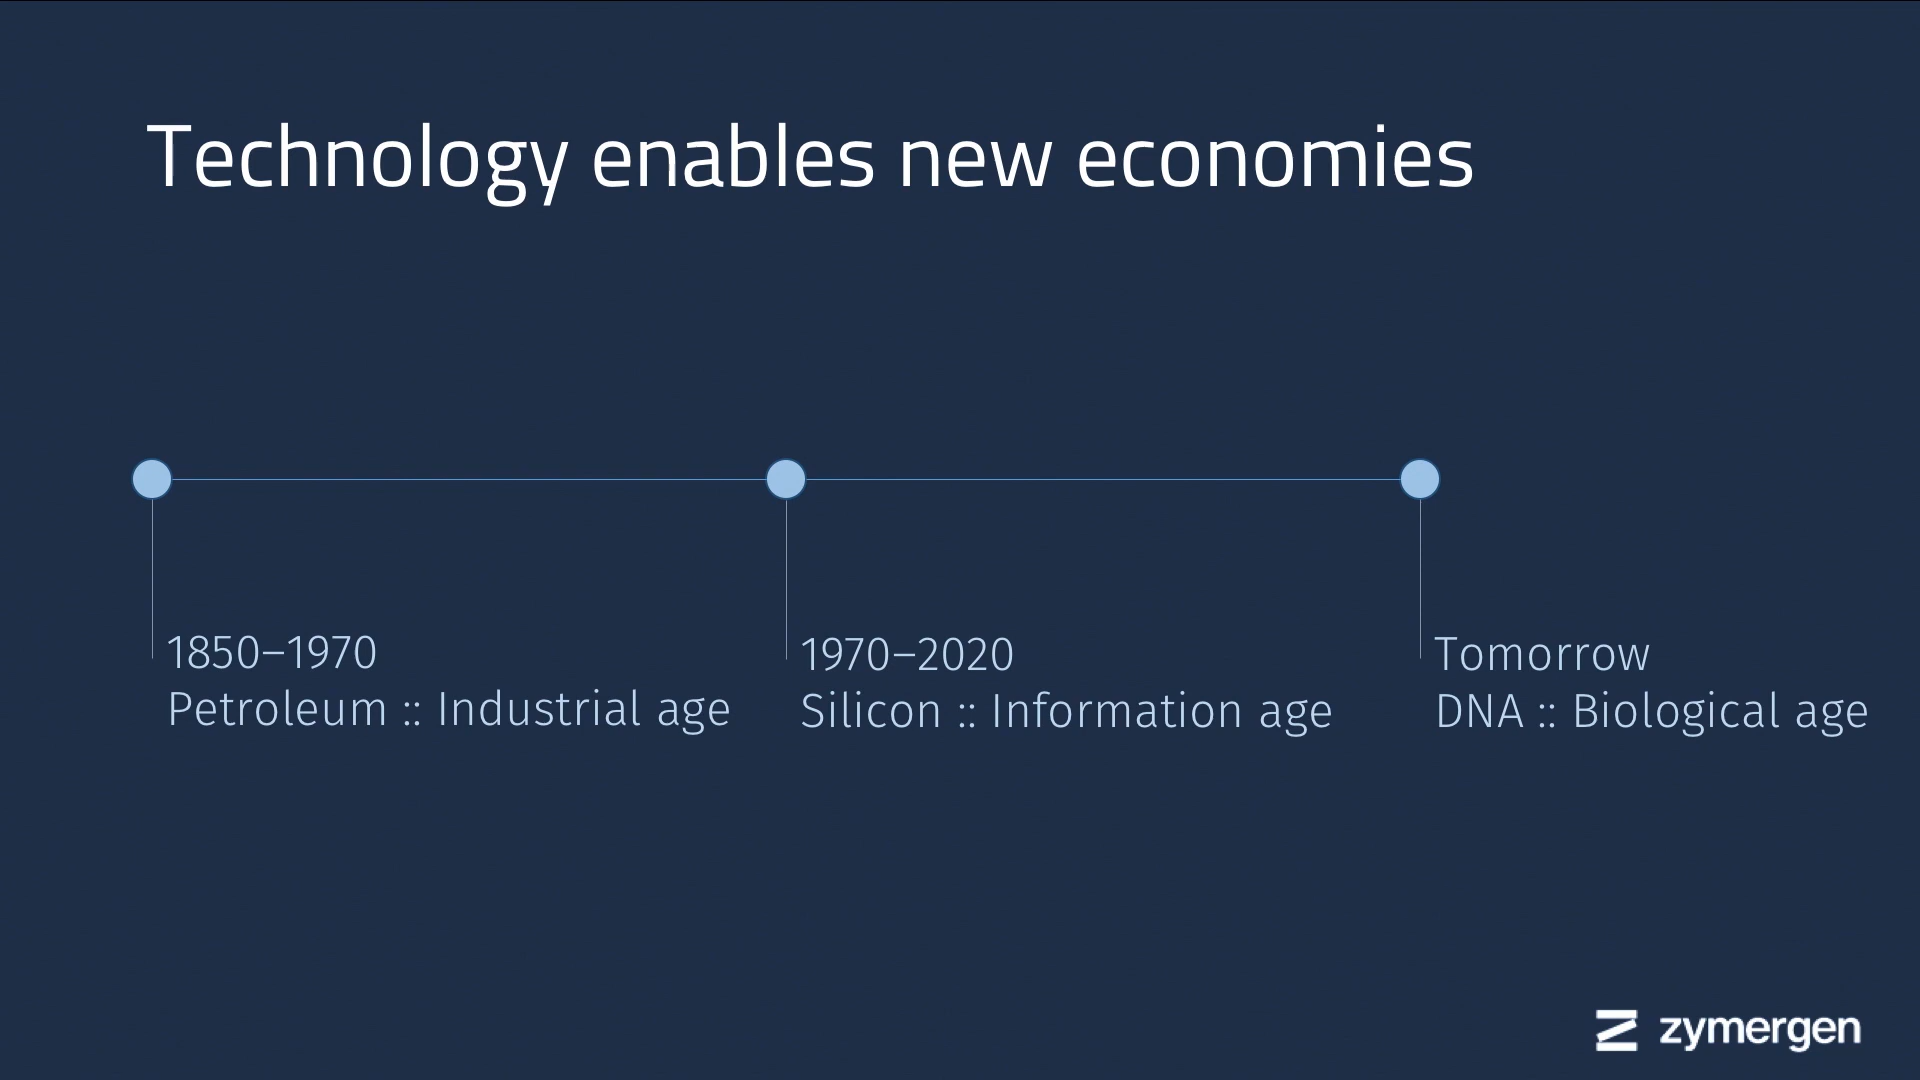 Technology enables new economies
1850–1970
Petroleum :: Industrial age
1970–2020
Silicon :: Information age
Tomorrow
DNA :: Biological age
zymergen